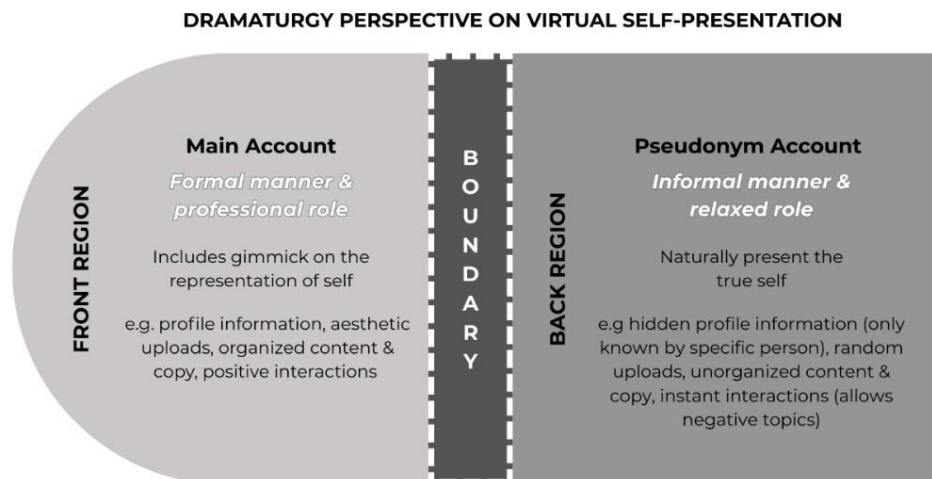 DRAMATURGY PERSPECTIVE ON VIRTUAL SELF-PRESENTATION
FRONT REGION
Main Account
Formal manner &
professional role
Includes gimmick on the
representation of self
e.g. profile information, aesthetic
uploads, organized content &
copy, positive interactions
BOUNDARY
BACK REGION
Pseudonym Account
Informal manner &
relaxed role
Naturally present the
true self
e.g hidden profile information (only
known by specific person), random
uploads, unorganized content &
copy, instant interactions (allows
negative topics)